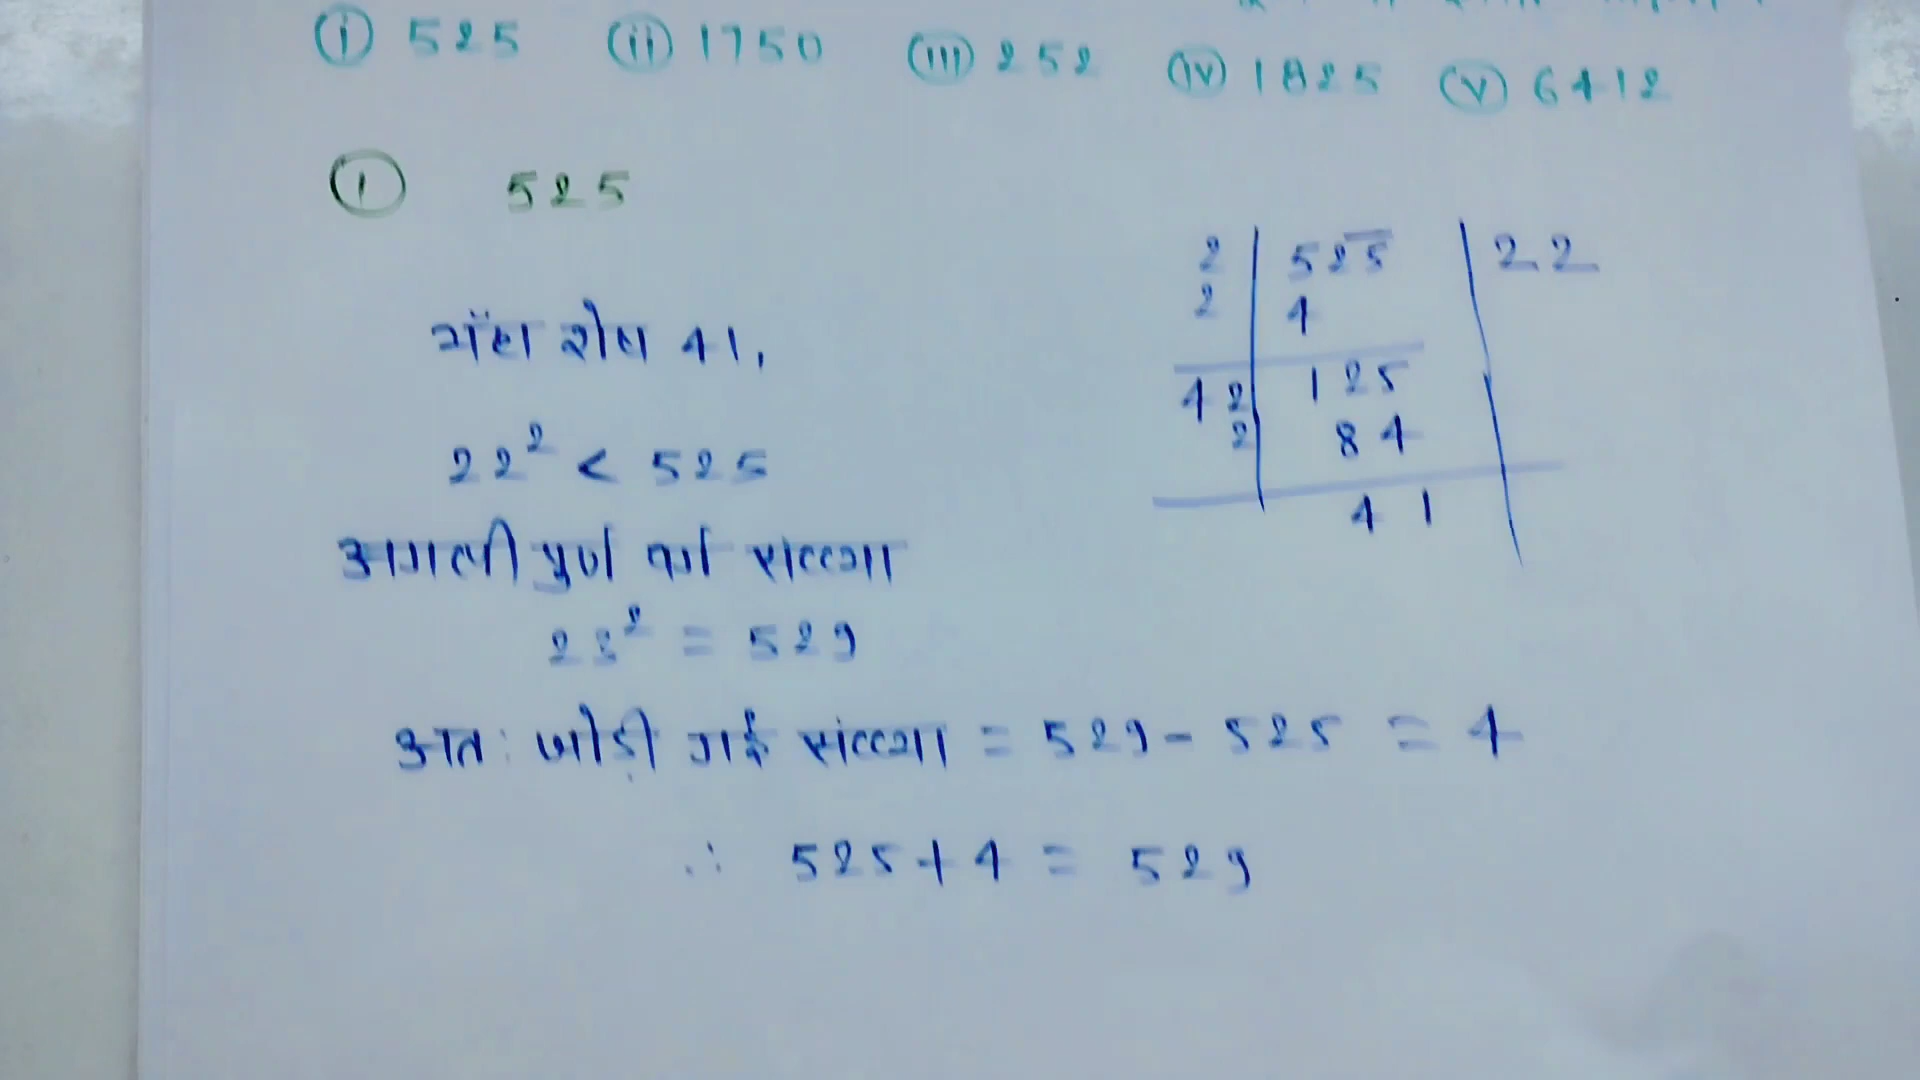 (i) 525 (ii) 1750 (iii) 252 (iv) 1825 (v) 6412
(1) 525
यहाँ शेष 41,
22² < 525
अगली पुर्ण वर्ग संख्या
23² = 529
अतः जोड़ी गई संख्या = 529 - 525 = 4
∴ 525 + 4 = 529
2 | 525 | 22
2 | 4
42 | 125
2 | 84
41